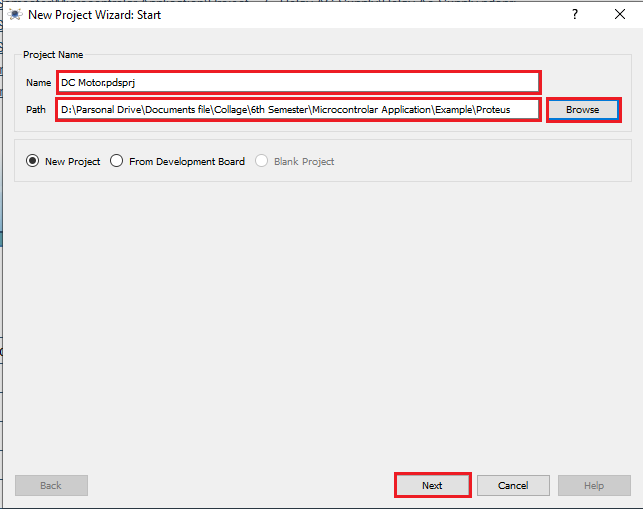 New Project Wizard: Start
Project Name
Name DC Motor.pdsprj
Path D:\Parsonal Drive\Documents file\Collage\6th Semester\Microcontrolar Application\Example\Proteus Browse
New Project From Development Board Blank Project
Back Next Cancel Help